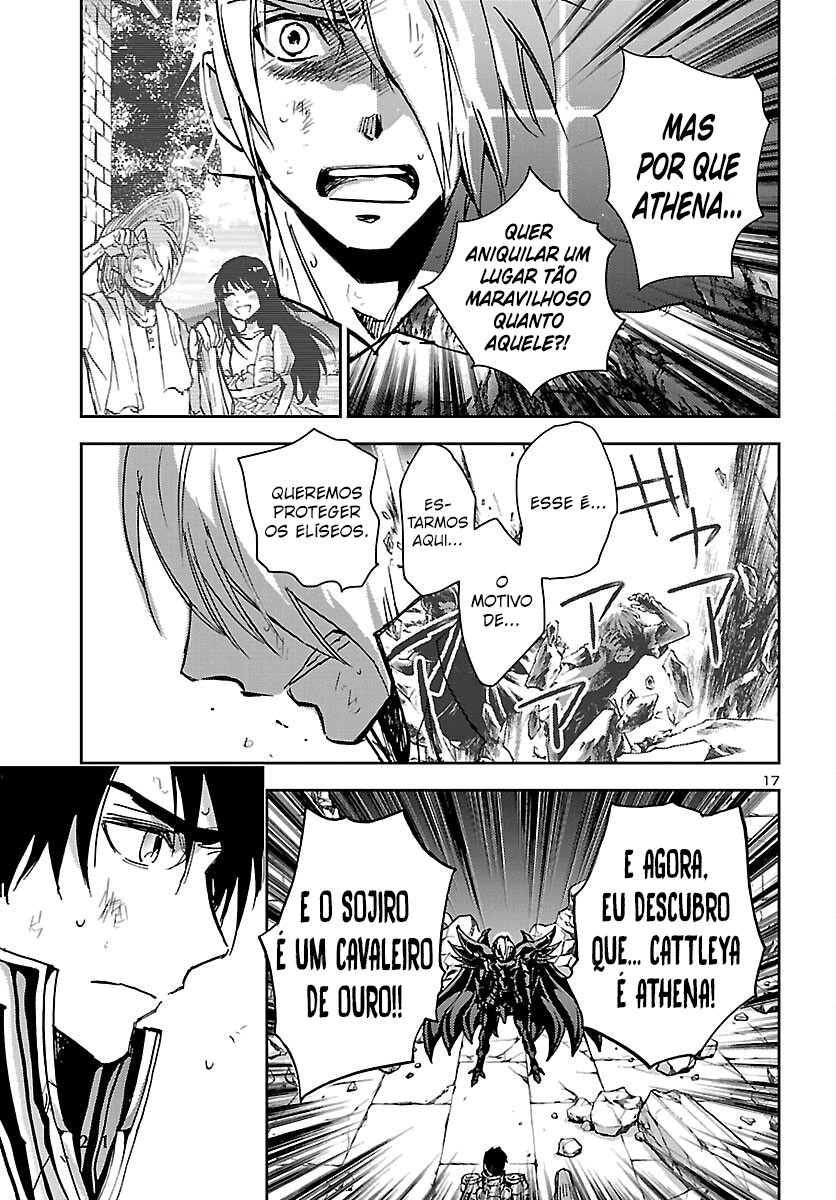 MAS
POR QUE
ATHENA...
QUER
ANIQUILAR UM
LUGAR TÃO
MARAVILHOSO
QUANTO
AQUELE?!
ESSE É...
O
MOTIVO
DE...
ES-
TARMOS
AQUI...
QUEREMOS
PROTEGER
OS ELÍSEOS.
17
E AGORA,
EU DESCUBRO
QUE... CATTLEYA
É ATHENA!
E O SOJIRO
É UM CAVALEIRO
DE OURO!!
21